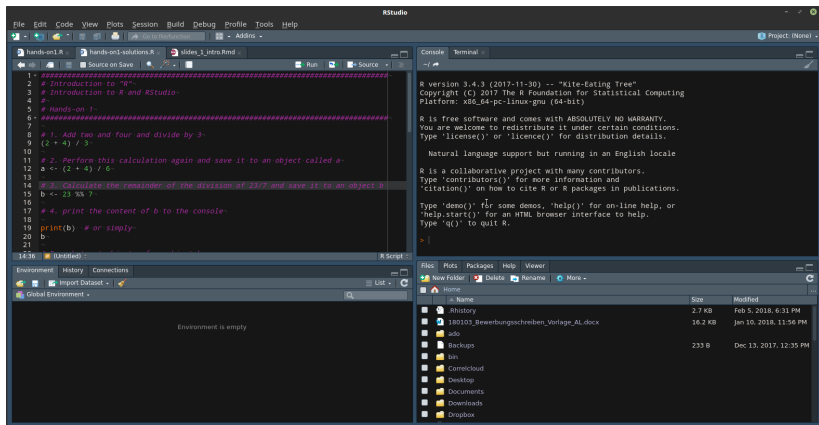 RStudio
File Edit Code View Plots Session Build Debug Profile Tools Help
Go to file/function Addins Project: (None)
hands-on1.R hands-on1-solutions.R slides_1_intro.Rmd
Source on Save Run Source
1 ################################################
2 # Introduction to "R"
3 # Introduction to R and RStudio
4 #
5 # Hands-on 1
6 ################################################
7
8 # 1. Add two and four and divide by 3
9 (2 + 4) / 3
10
11 # 2. Perform this calculation again and save it to an object called a
12 a <- (2 + 4) / 6
13
14 # 3. Calculate the remainder of the division of 23/7 and save it to an object b
15 b <- 23 %% 7
16
17 # 4. print the content of b to the console
18
19 print(b) # or simply
20 b
21
14:36 (Untitled) R Script
Environment History Connections
Import Dataset List
Global Environment
Environment is empty
Console Terminal
~/
R version 3.4.3 (2017-11-30) -- "Kite-Eating Tree"
Copyright (C) 2017 The R Foundation for Statistical Computing
Platform: x86_64-pc-linux-gnu (64-bit)
R is free software and comes with ABSOLUTELY NO WARRANTY.
You are welcome to redistribute it under certain conditions.
Type 'license()' or 'licence()' for distribution details.
Natural language support but running in an English locale
R is a collaborative project with many contributors.
Type 'contributors()' for more information and
'citation()' on how to cite R or R packages in publications.
Type 'demo()' for some demos, 'help()' for on-line help, or
'help.start()' for an HTML browser interface to help.
Type 'q()' to quit R.
>
Files Plots Packages Help Viewer
New Folder Delete Rename More
Home
Name Size Modified
.Rhistory 2.7 KB Feb 5, 2018, 6:31 PM
180103_Bewerbungsschreiben_Vorlage_AL.docx 16.2 KB Jan 10, 2018, 11:56 PM
ado
Backups 233 B Dec 13, 2017, 12:35 PM
bin
Correlcloud
Desktop
Documents
Downloads
Dropbox